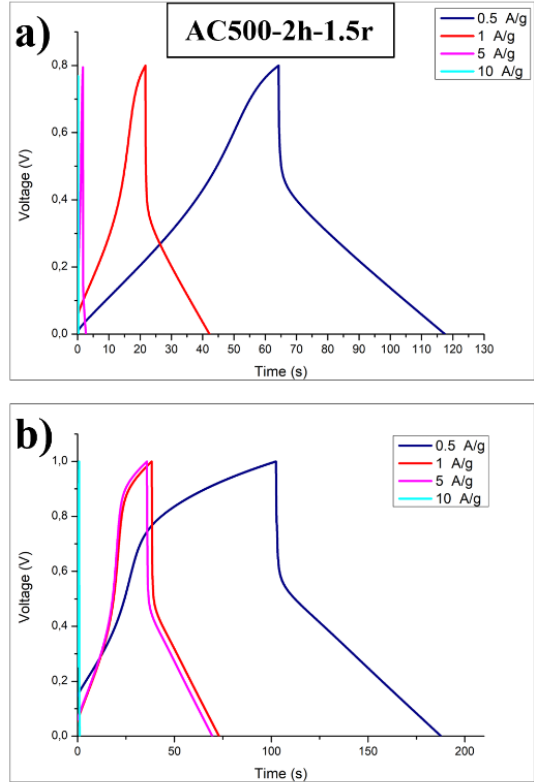 a)
AC500-2h-1.5r
0.5 A/g
1 A/g
5 A/g
10 A/g
Voltage (V)
0,8
0,6
0,4
0,2
0,0
0 10 20 30 40 50 60 70 80 90 100 110 120 130
Time (s)
b)
0.5 A/g
1 A/g
5 A/g
10 A/g
Voltage (V)
1,0
0,8
0,6
0,4
0,2
0,0
0 50 100 150 200
Time (s)